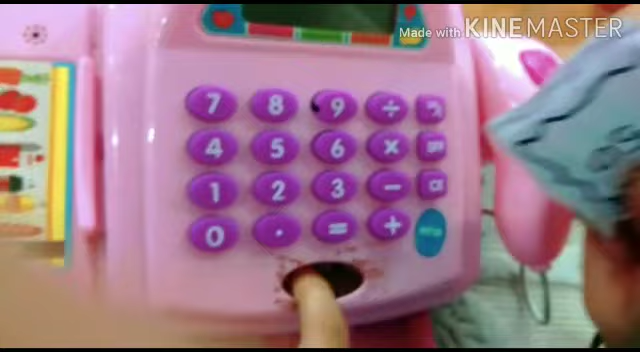 Made with KINEMASTER
7 8 9 ÷
4 5 6 ×
1 2 3 −
0 . = +